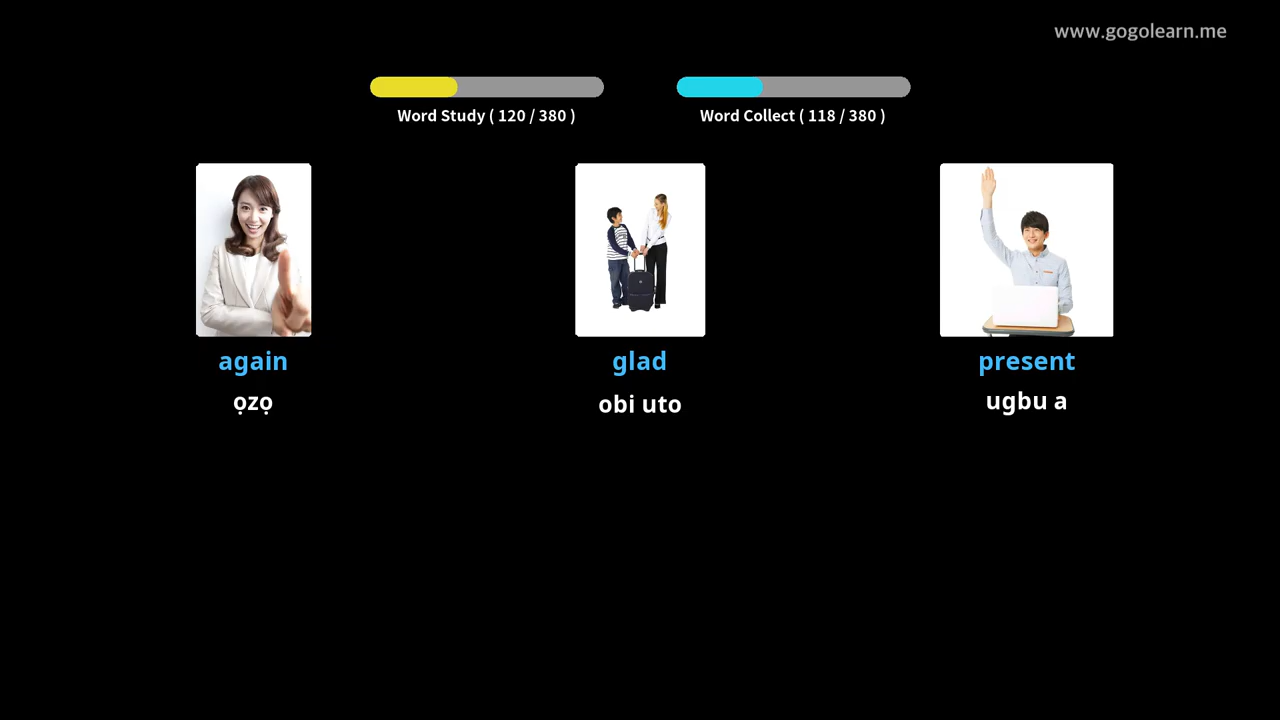 www.gogolearn.me
Word Study ( 120 / 380 )
Word Collect ( 118 / 380 )
again
glad
present
ọzọ
obi uto
ugbu a